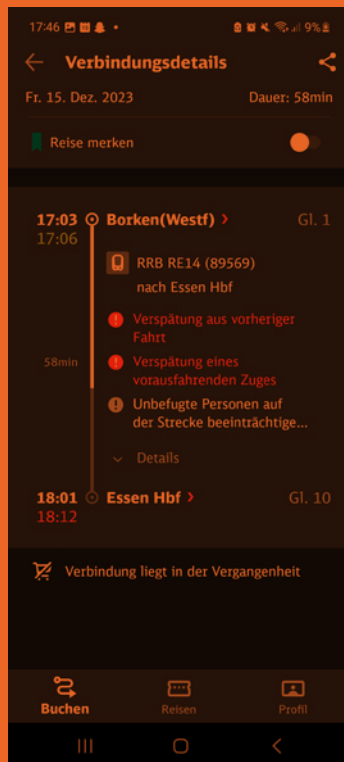 17:46 9%
Verbindungsdetails
Fr. 15. Dez. 2023 Dauer: 58min
Reise merken
17:03 Borken(Westf) Gl. 1
17:06
RRB RE14 (89569)
nach Essen Hbf
Verspätung aus vorheriger
Fahrt
58min
Verspätung eines
vorausfahrenden Zuges
Unbefugte Personen auf
der Strecke beeinträchtige...
Details
18:01 Essen Hbf Gl. 10
18:12
Verbindung liegt in der Vergangenheit
Buchen Reisen Profil